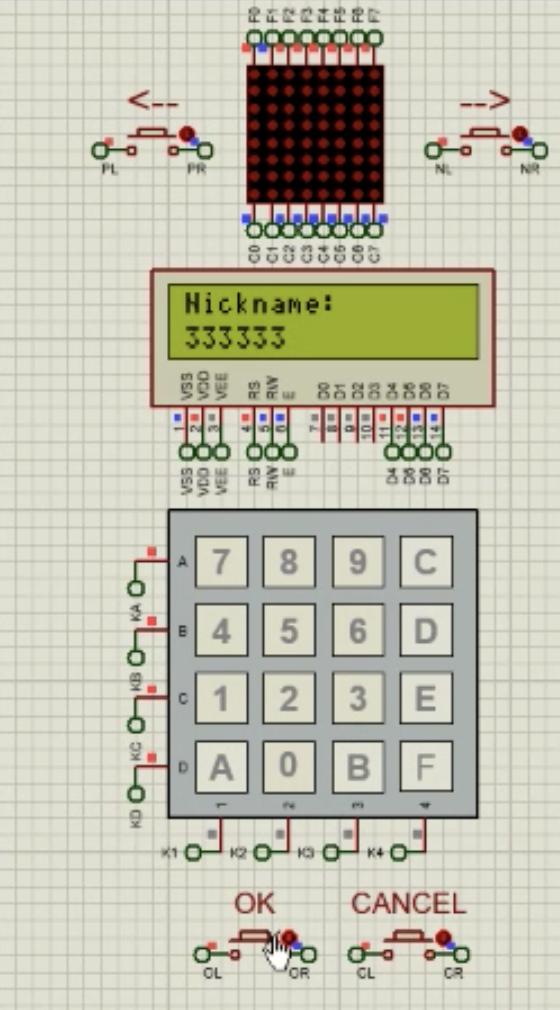 F0 F1 F2 F3 F4 F5 F6 F7
<-- -->
PL PR NL NR
C0 C1 C2 C3 C4 C5 C6 C7
Nickname:
333333
VSS VDD VEE RS RW E D0 D1 D2 D3 D4 D5 D6 D7
1 2 3 4 5 6 7 8 9 10 11 12 13 14
VSS VDD VEE RS RW E D4 D5 D6 D7
A 7 8 9 C
KA
B 4 5 6 D
KB
C 1 2 3 E
KC
D A 0 B F
KD
1 2 3 4
K1 K2 K3 K4
OK CANCEL
OL OR CL CR